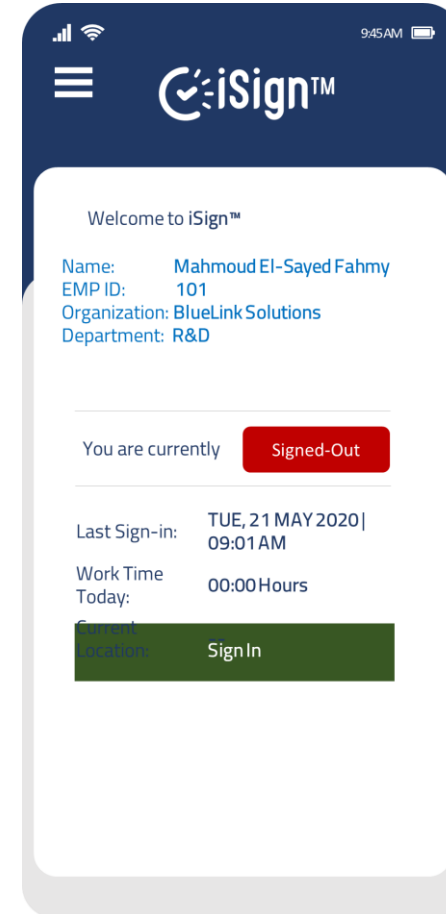 9:45 AM
iSign™
Welcome to iSign™
Name: Mahmoud El-Sayed Fahmy
EMP ID: 101
Organization: BlueLink Solutions
Department: R&D
You are currently Signed-Out
Last Sign-in: TUE, 21 MAY 2020 | 09:01 AM
Work Time Today: 00:00 Hours
Current Location: --
Sign In